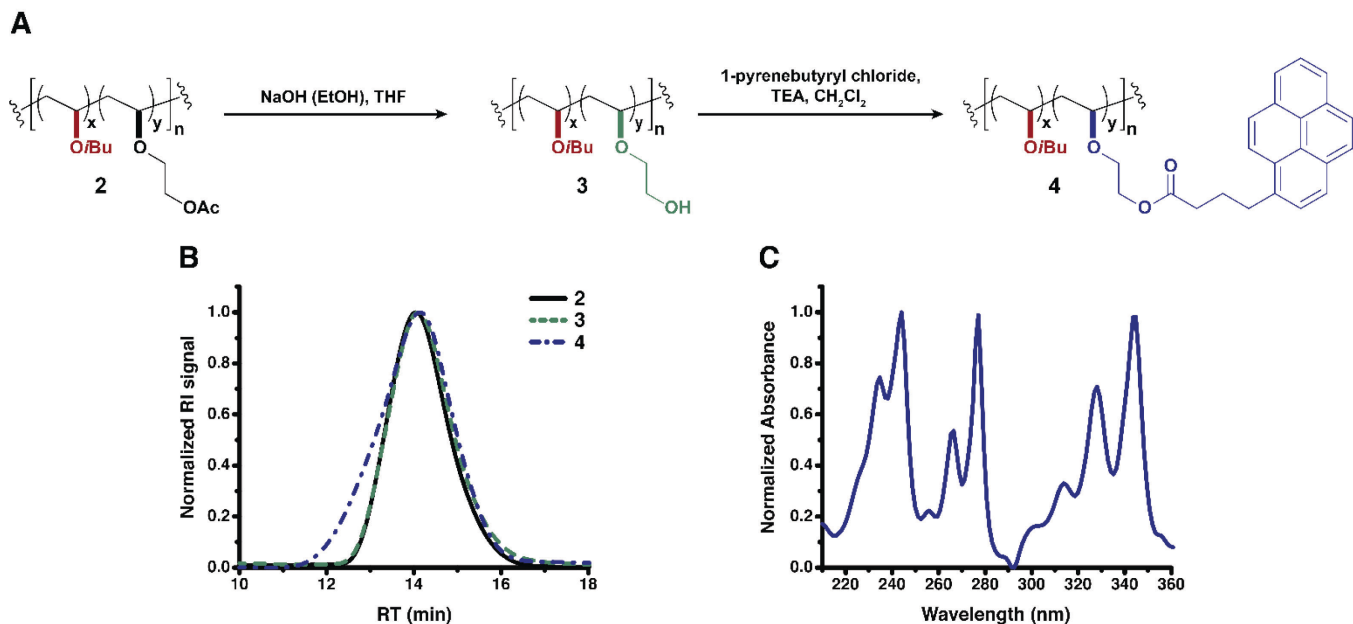 A
NaOH (EtOH), THF
1-pyrenebutyryl chloride,
TEA, CH2Cl2
x
y
n
OiBu
O
OAc
2
x
y
n
OiBu
O
OH
3
x
y
n
OiBu
O
O
O
4
B
Normalized RI signal
1.0
0.8
0.6
0.4
0.2
0.0
10
12
14
16
18
RT (min)
2
3
4
C
Normalized Absorbance
1.0
0.8
0.6
0.4
0.2
0.0
220
240
260
280
300
320
340
360
Wavelength (nm)